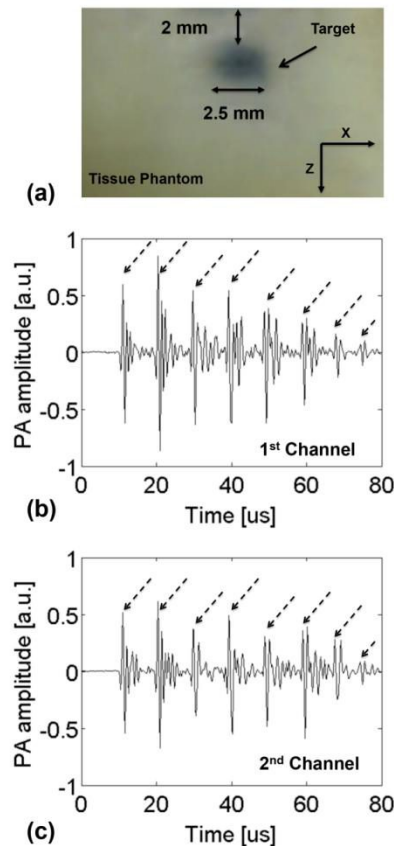 2 mm
Target
2.5 mm
X
Z
Tissue Phantom
(a)
1
0.5
0
-0.5
-1
PA amplitude [a.u.]
1st Channel
0 20 40 60 80
Time [us]
(b)
1
0.5
0
-0.5
-1
PA amplitude [a.u.]
2nd Channel
0 20 40 60 80
Time [us]
(c)